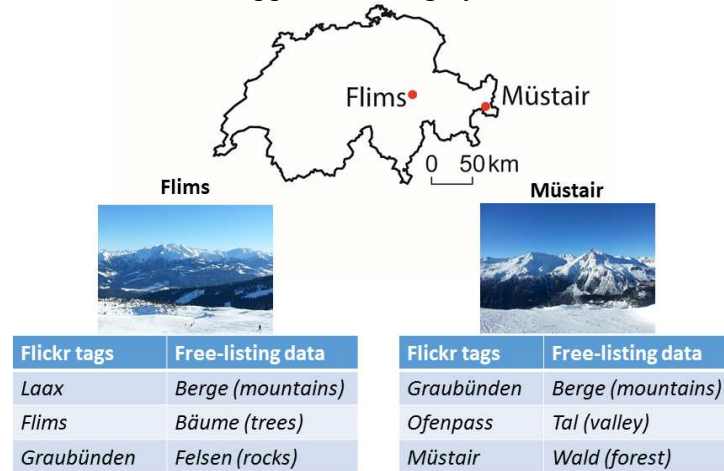 Flims
Müstair
0 50 km
Flims
Müstair
Flickr tags Free-listing data
Laax Berge (mountains)
Flims Bäume (trees)
Graubünden Felsen (rocks)
Flickr tags Free-listing data
Graubünden Berge (mountains)
Ofenpass Tal (valley)
Müstair Wald (forest)